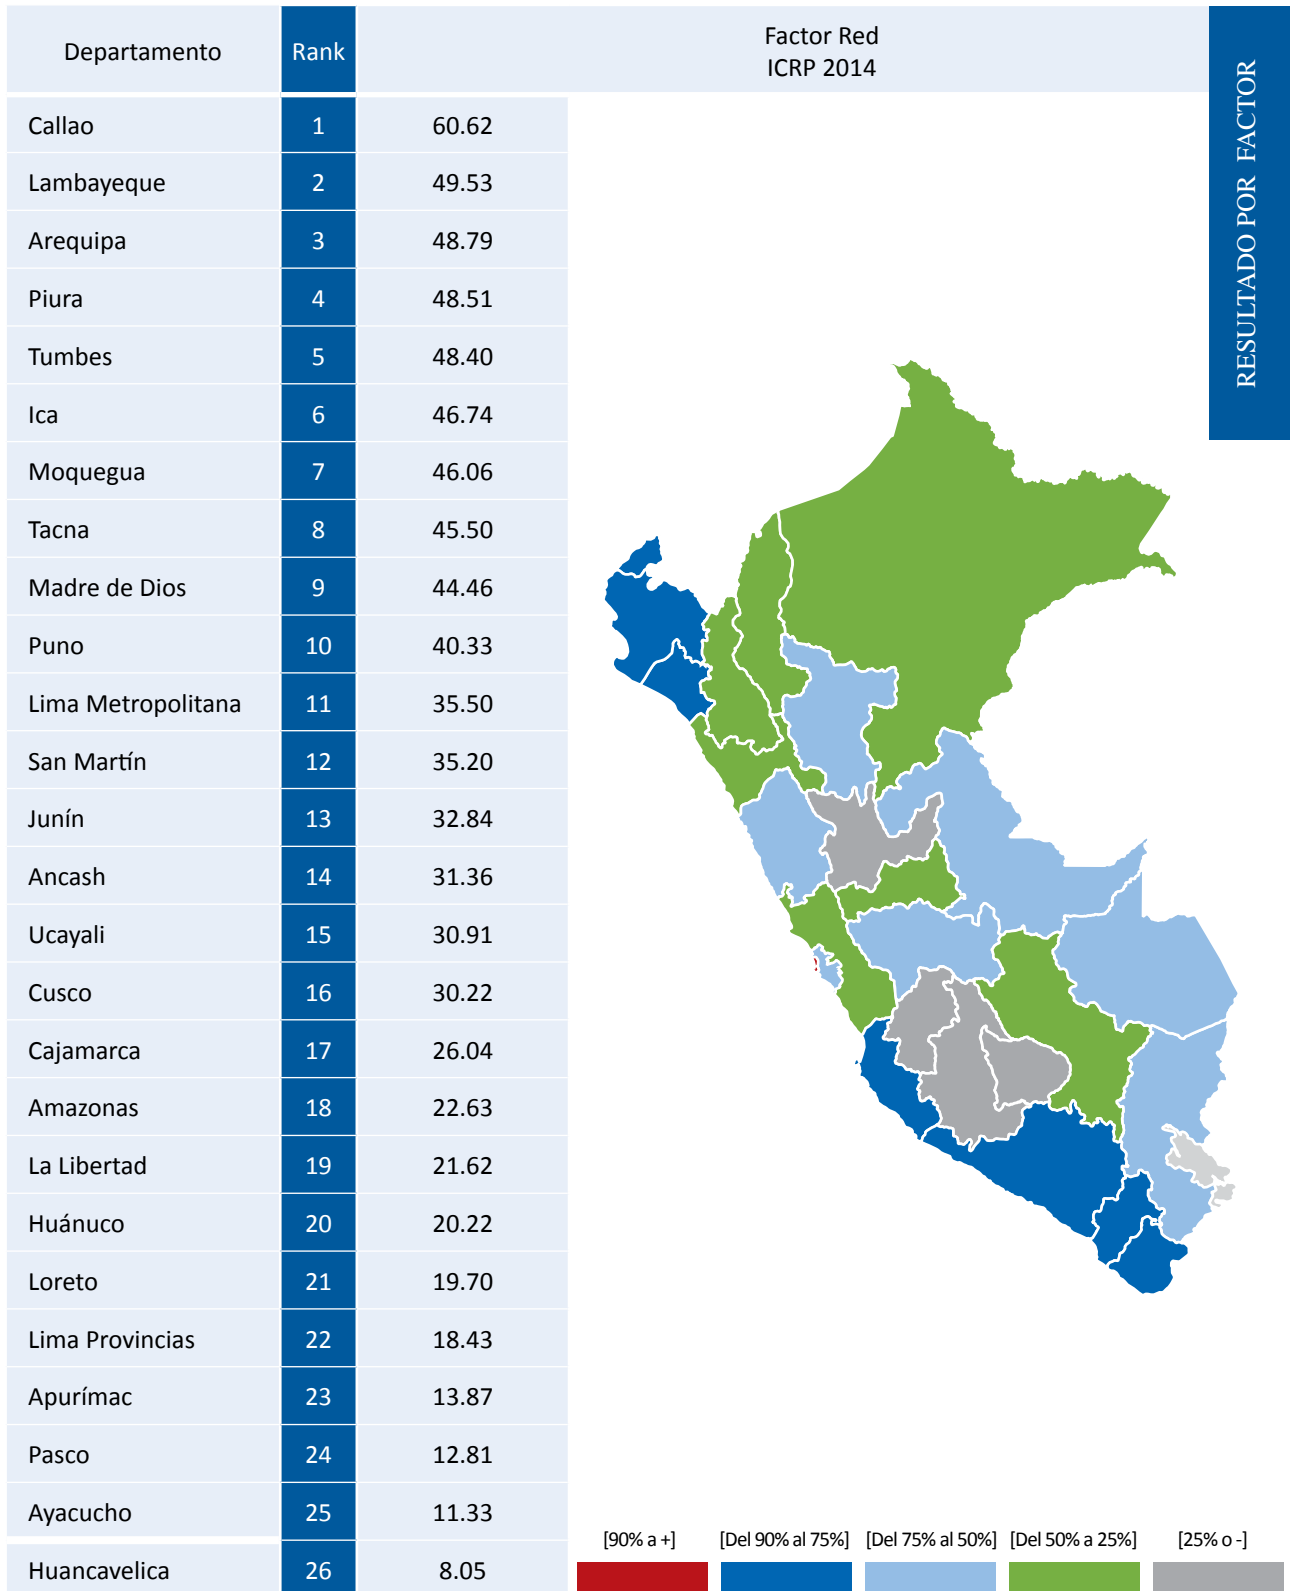 Departamento Rank Factor Red
ICRP 2014
RESULTADO POR FACTOR
Callao 1 60.62
Lambayeque 2 49.53
Arequipa 3 48.79
Piura 4 48.51
Tumbes 5 48.40
Ica 6 46.74
Moquegua 7 46.06
Tacna 8 45.50
Madre de Dios 9 44.46
Puno 10 40.33
Lima Metropolitana 11 35.50
San Martín 12 35.20
Junín 13 32.84
Ancash 14 31.36
Ucayali 15 30.91
Cusco 16 30.22
Cajamarca 17 26.04
Amazonas 18 22.63
La Libertad 19 21.62
Huánuco 20 20.22
Loreto 21 19.70
Lima Provincias 22 18.43
Apurímac 23 13.87
Pasco 24 12.81
Ayacucho 25 11.33
Huancavelica 26 8.05
[90% a +] [Del 90% al 75%] [Del 75% al 50%] [Del 50% a 25%] [25% o -]